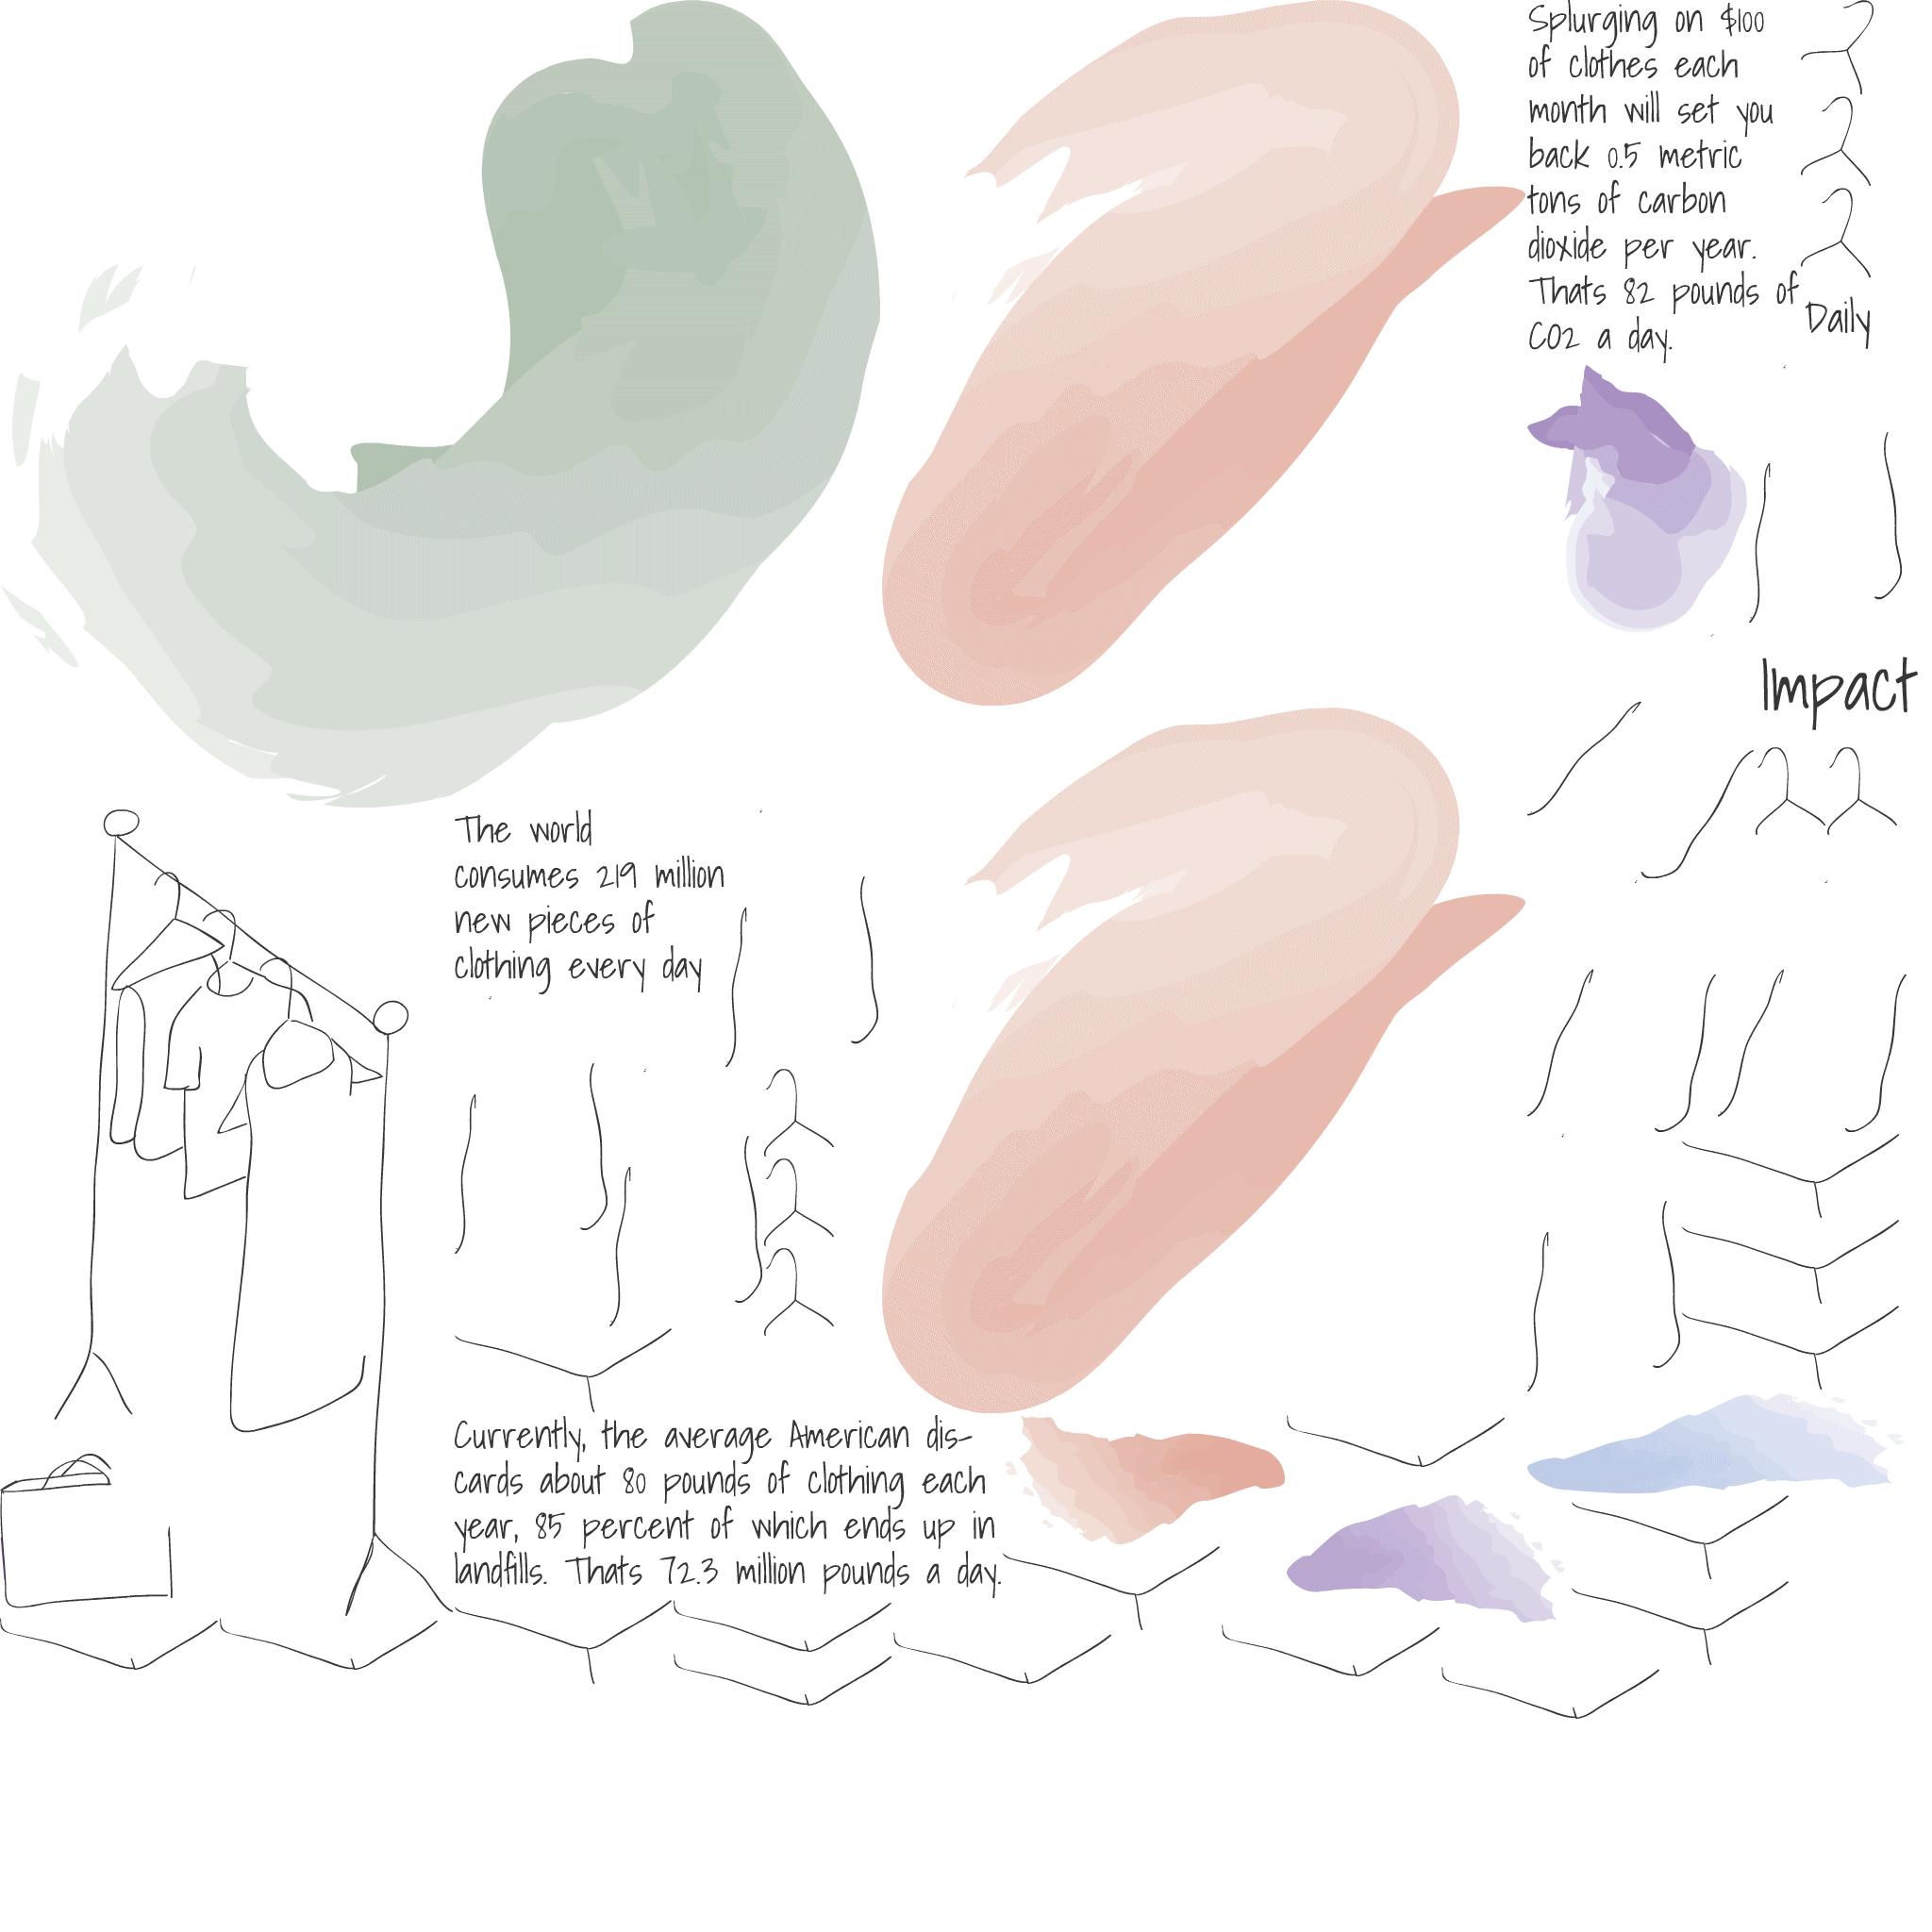 Splurging on $100
of clothes each
month will set you
back 0.5 metric
tons of carbon
dioxide per year.
Thats 82 pounds of
CO2 a day.
Daily
Impact
The world
consumes 219 million
new pieces of
clothing every day
Currently, the average American dis-
cards about 80 pounds of clothing each
year, 85 percent of which ends up in
landfills. Thats 72.3 million pounds a day.